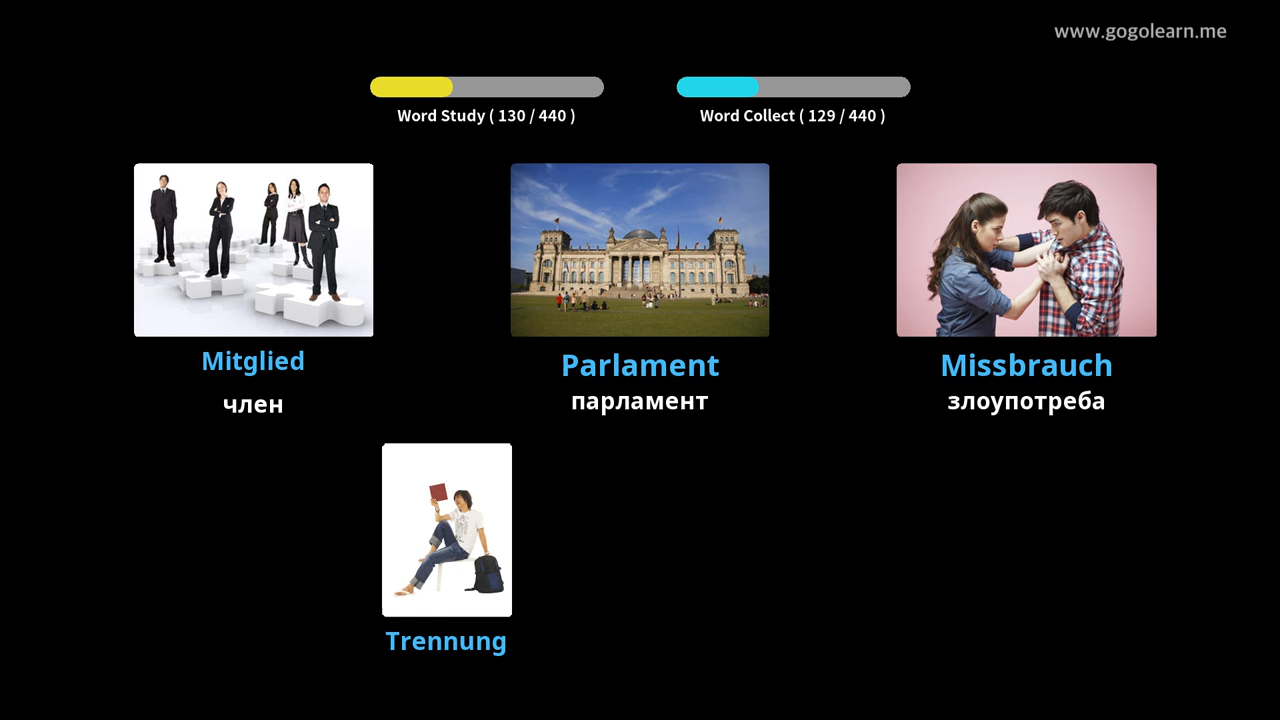 www.gogolearn.me
Word Study ( 130 / 440 )
Word Collect ( 129 / 440 )
Mitglied
член
Parlament
парламент
Missbrauch
злоупотреба
Trennung